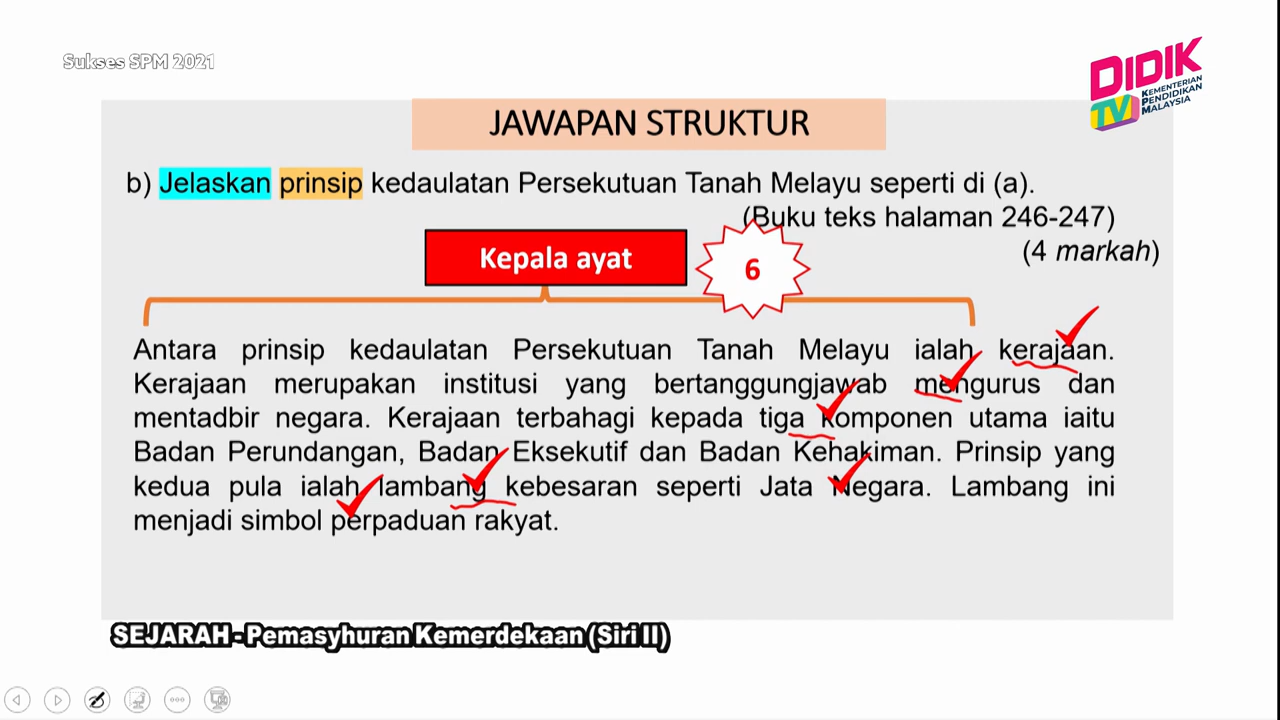 Sukses SPM 2021
DIDIK
TV KEMENTERIAN
PENDIDIKAN
MALAYSIA
JAWAPAN STRUKTUR
b) Jelaskan prinsip kedaulatan Persekutuan Tanah Melayu seperti di (a).
(Buku teks halaman 246-247)
(4 markah)
Kepala ayat
6
Antara prinsip kedaulatan Persekutuan Tanah Melayu ialah kerajaan.
Kerajaan merupakan institusi yang bertanggungjawab mengurus dan
mentadbir negara. Kerajaan terbahagi kepada tiga komponen utama iaitu
Badan Perundangan, Badan Eksekutif dan Badan Kehakiman. Prinsip yang
kedua pula ialah lambang kebesaran seperti Jata Negara. Lambang ini
menjadi simbol perpaduan rakyat.
SEJARAH - Pemasyhuran Kemerdekaan (Siri II)